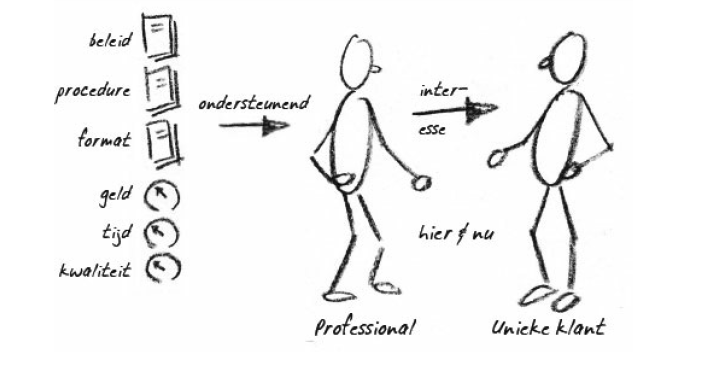 beleid
procedure
format
geld
tijd
kwaliteit
ondersteunend
inter-
esse
hier & nu
Professional
Unieke klant